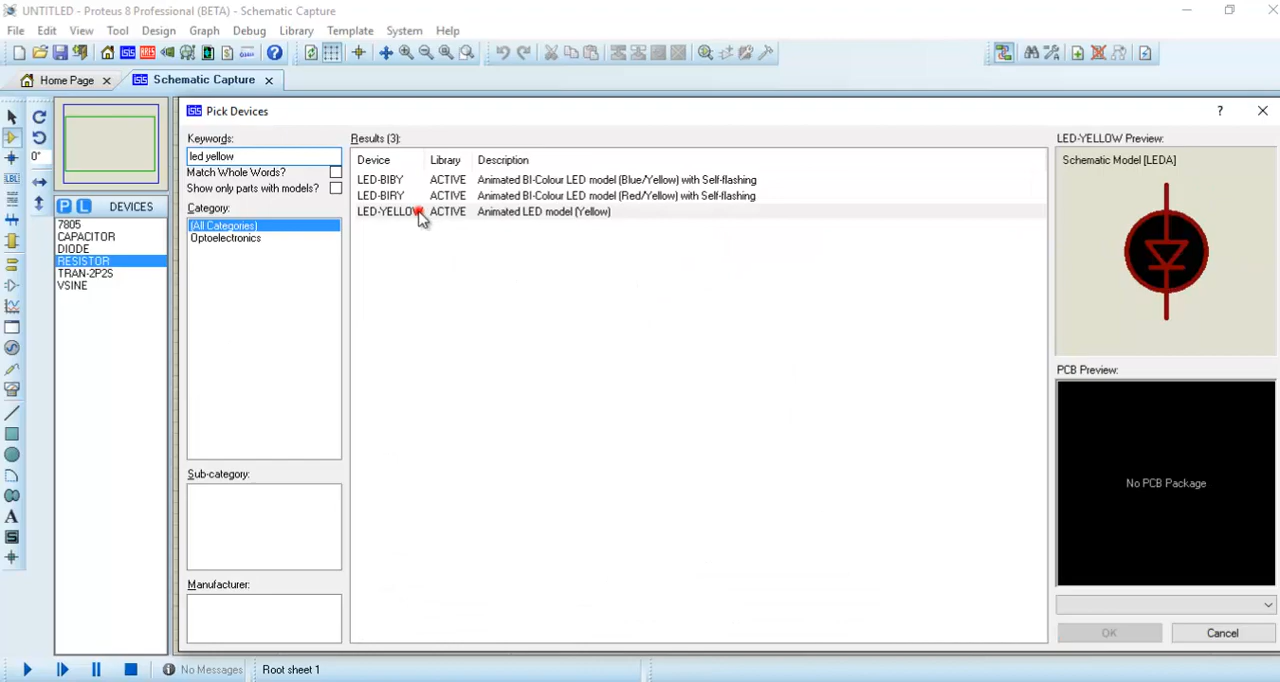 UNTITLED - Proteus 8 Professional (BETA) - Schematic Capture
File Edit View Tool Design Graph Debug Library Template System Help
Home Page Schematic Capture
Pick Devices
Keywords:
led yellow
Match Whole Words?
Show only parts with models?
Category:
(All Categories)
Optoelectronics
Sub-category:
Manufacturer:
Results (3):
Device Library Description
LED-BIBY ACTIVE Animated BI-Colour LED model (Blue/Yellow) with Self-flashing
LED-BIRY ACTIVE Animated BI-Colour LED model (Red/Yellow) with Self-flashing
LED-YELLOW ACTIVE Animated LED model (Yellow)
LED-YELLOW Preview:
Schematic Model [LEDA]
PCB Preview:
No PCB Package
OK Cancel
0°
LBL
P L DEVICES
7805
CAPACITOR
DIODE
RESISTOR
TRAN-2P2S
VSINE
No Messages Root sheet 1